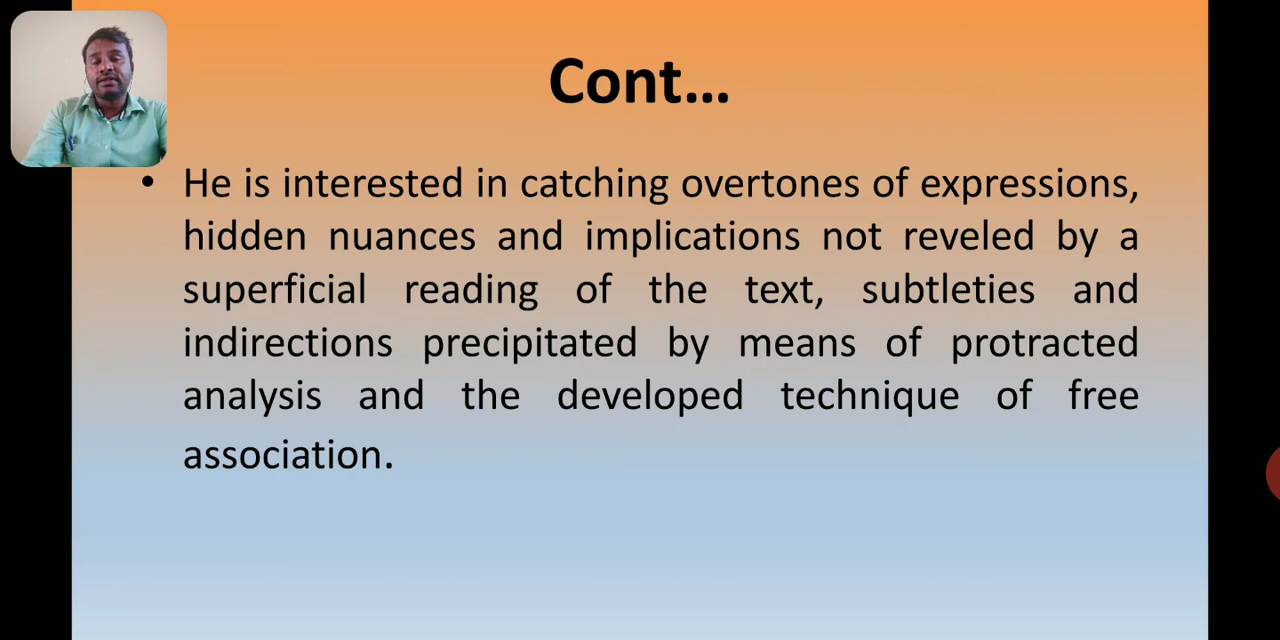 Cont...
• He is interested in catching overtones of expressions,
hidden nuances and implications not reveled by a
superficial reading of the text, subtleties and
indirections precipitated by means of protracted
analysis and the developed technique of free
association.